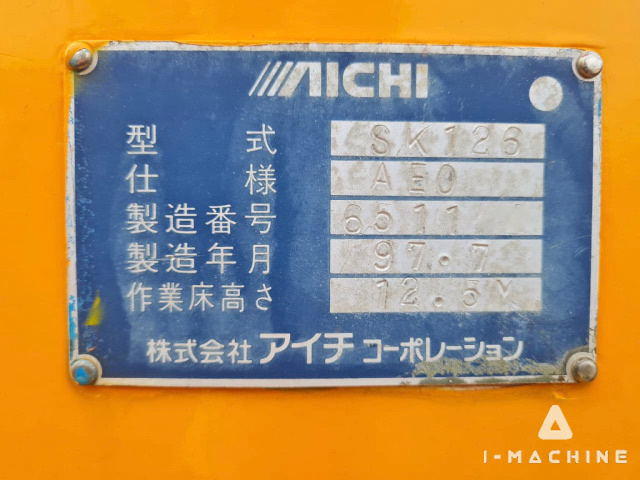 AICHI
型式 SK126
仕様 AE0
製造番号 6511
製造年月 97.7
作業床高さ 12.5M
株式会社 アイチ コーポレーション
I-MACHINE